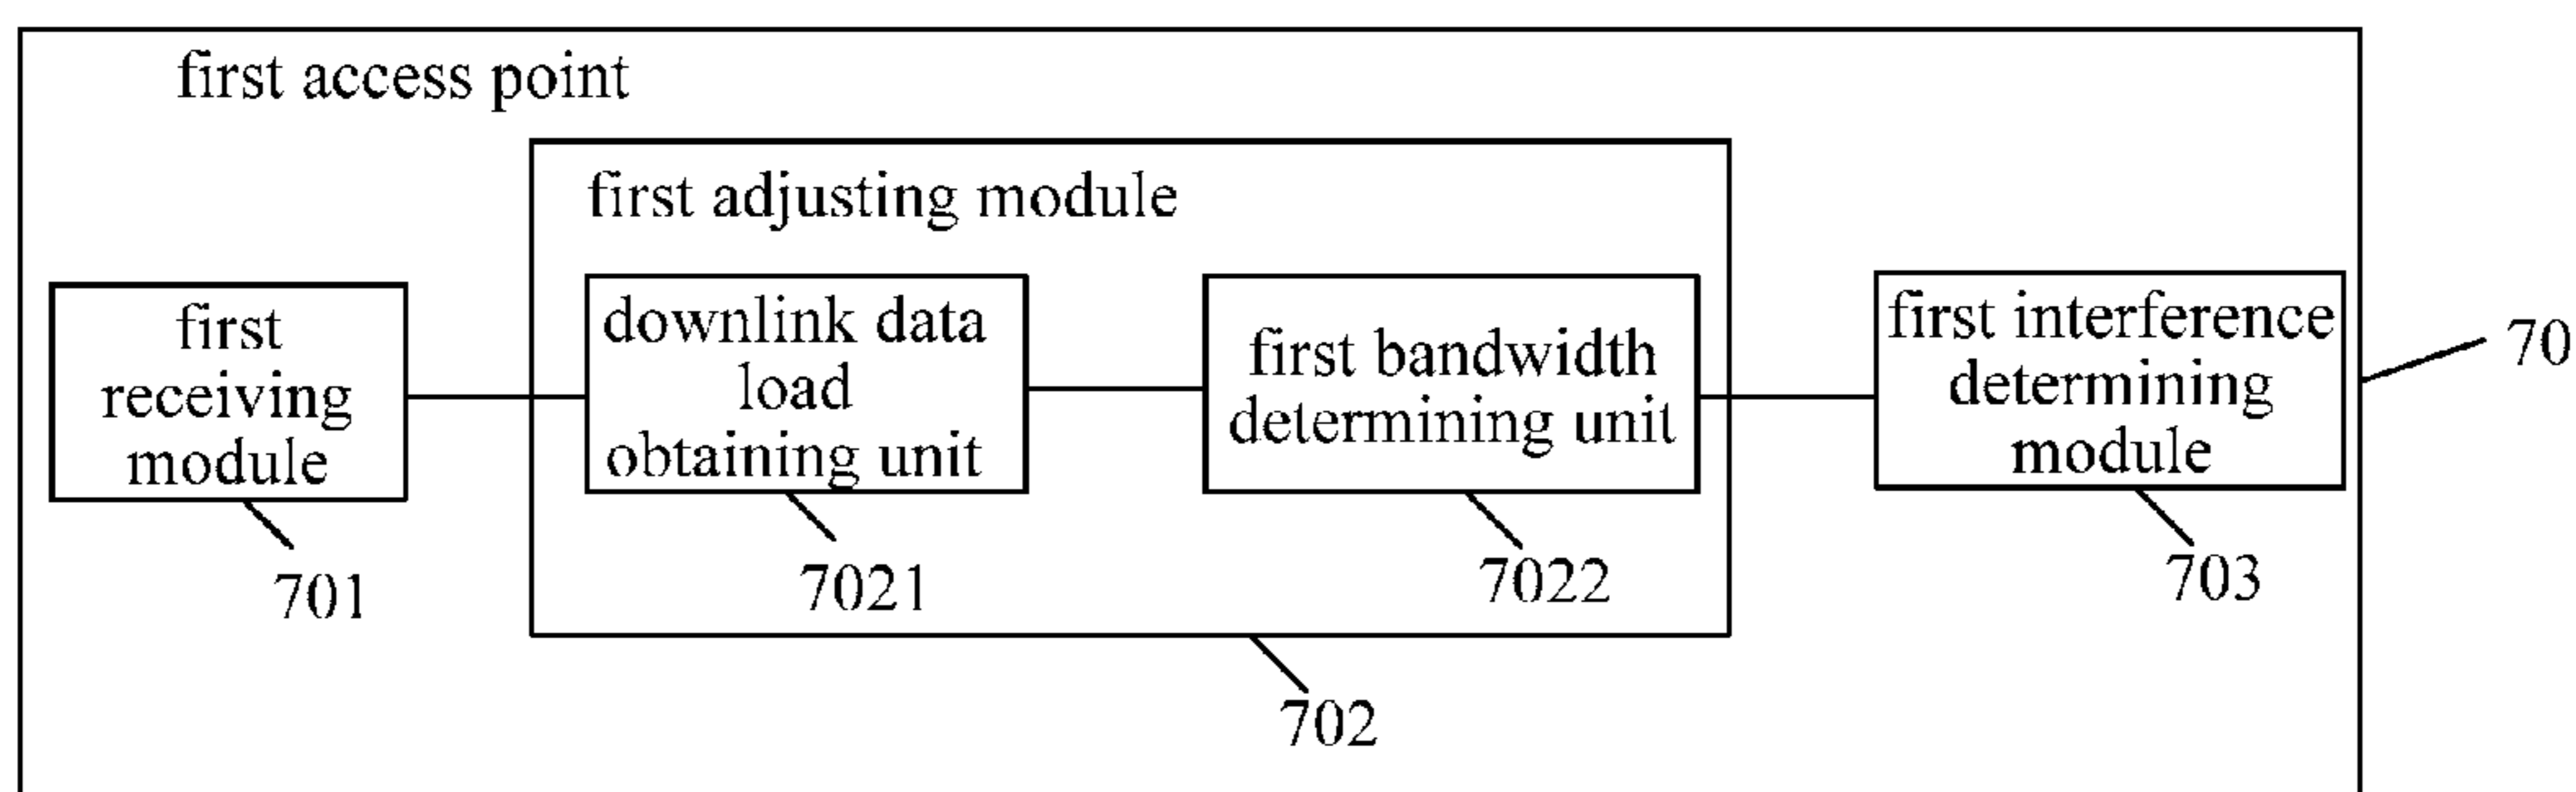 first access point
first adjusting module
first
receiving
module
downlink data
load
obtaining unit
first bandwidth
determining unit
first interference
determining
module
70
701
7021
7022
703
702